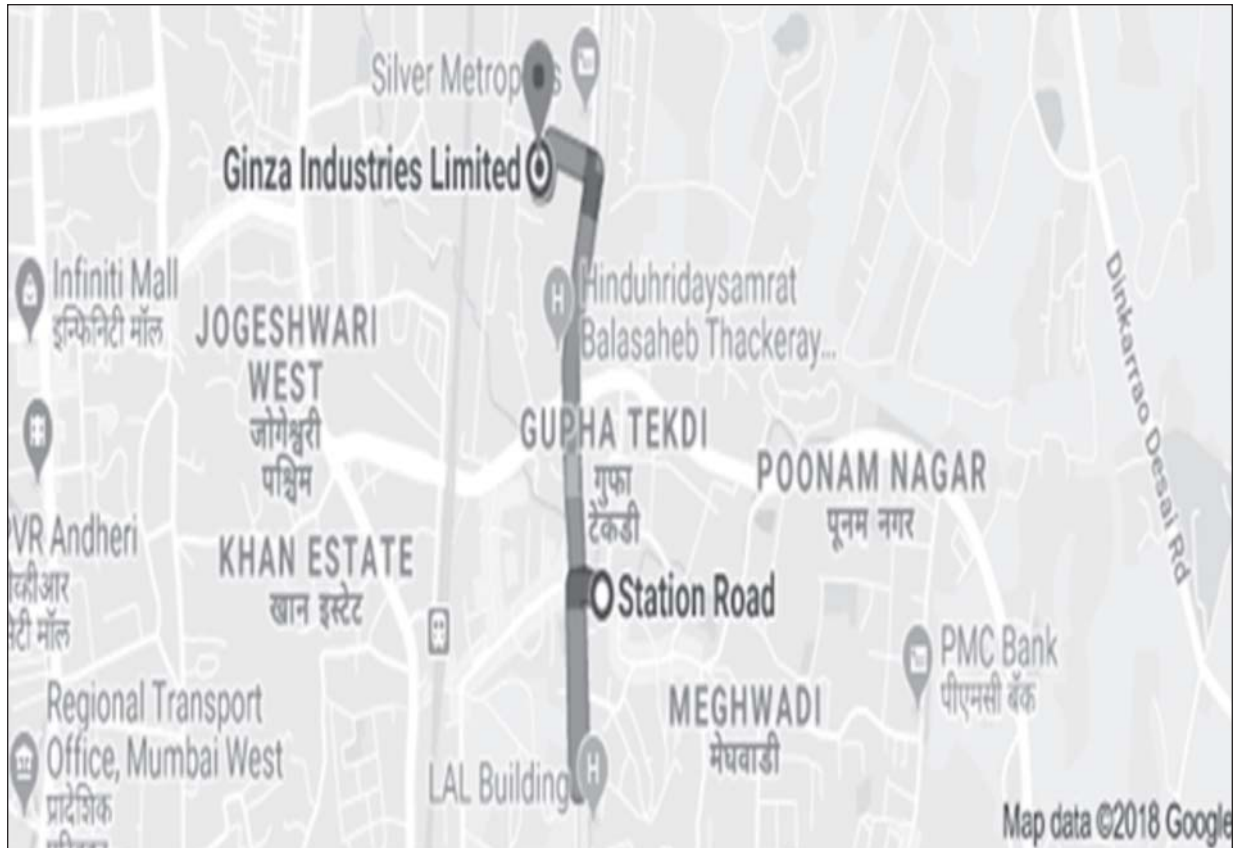 Silver Metrop s
Ginza Industries Limited
Infiniti Mall
इन्फिनिटी मॉल
Hinduhridaysamrat
Balasaheb Thackeray...
JOGESHWARI
WEST
जोगेश्वरी
पश्चिम
GUPHA TEKDI
गुफा
टेकडी
POONAM NAGAR
पूनम नगर
Dinkarrao Desai Rd
VR Andheri
व्हीआर
टी मॉल
KHAN ESTATE
खान इस्टेट
Station Road
PMC Bank
पीएमसी बँक
MEGHWADI
मेघवाडी
Regional Transport
Office, Mumbai West
प्रादेशिक
LAL Building
Map data ©2018 Google